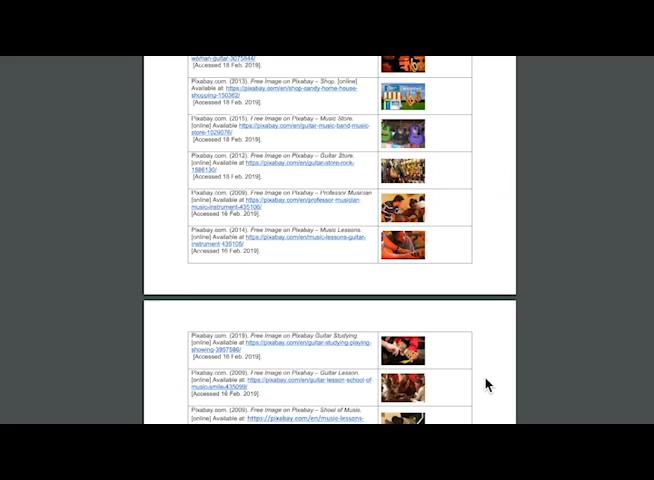 woman-guitar-3075844/
[Accessed 18 Feb. 2019].
Pixabay.com. (2013). Free Image on Pixabay – Shop. [online]
Available at: https://pixabay.com/en/shop-candy-home-house-
shopping-150362/
[Accessed 18 Feb. 2019].
Pixabay.com. (2015). Free Image on Pixabay – Music Store.
[online] Available https://pixabay.com/en/guitar-music-band-music-
store-1029076/
[Accessed 18 Feb. 2019].
Pixabay.com. (2012). Free Image on Pixabay – Guitar Store.
[online] Available at https://pixabay.com/en/guitar-store-rock-
1586130/
[Accessed 18 Feb. 2019].
Pixabay.com. (2009). Free Image on Pixabay – Professor Musician
[online] Available at: https://pixabay.com/en/professor-musician-
music-instrument-435106/
[Accessed 16 Feb. 2019].
Pixabay.com. (2014). Free Image on Pixabay – Music Lessons.
[online] Available at: https://pixabay.com/en/music-lessons-guitar-
instrument-435105/
[Accessed 16 Feb. 2019].
Pixabay.com. (2019). Free Image on Pixabay Guitar Studying
[online] Available at https://pixabay.com/en/guitar-studying-playing-
showing-3957586/
[Accessed 16 Feb. 2019].
Pixabay.com. (2009). Free Image on Pixabay – Guitar Lesson.
[online] Available at: https://pixabay.com/en/guitar-lesson-school-of
music-smile-435099/
[Accessed 16 Feb. 2019].
Pixabay.com. (2009). Free Image on Pixabay – Shool of Music.
[online] Available at: https://pixabay.com/en/music-lessons-